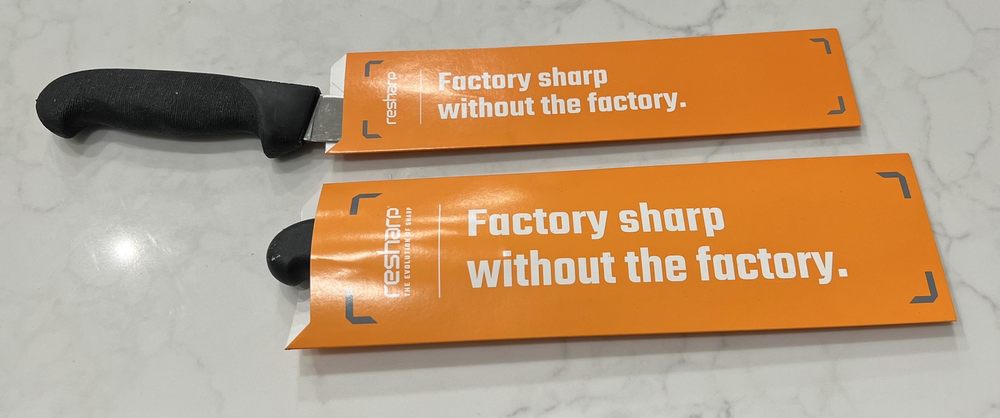 resharp
Factory sharp
without the factory.
resharp
THE EVOLUTION OF SHARP
Factory sharp
without the factory.